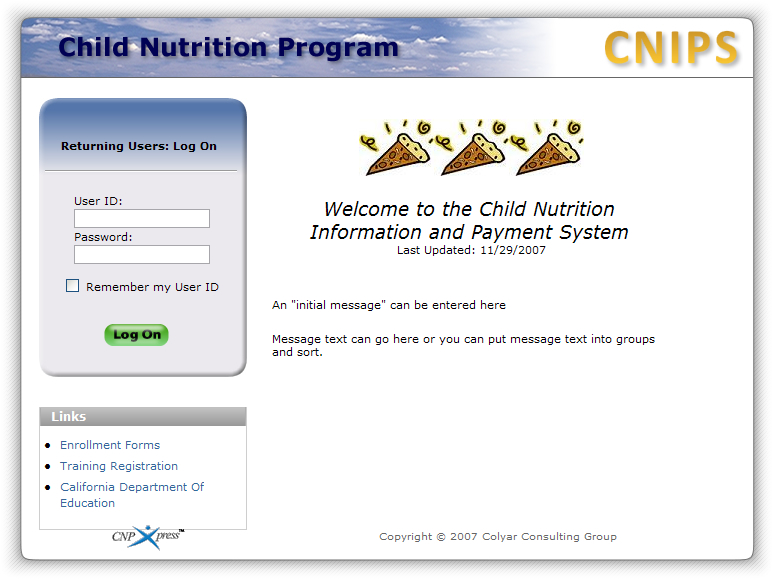 Child Nutrition Program
CNIPS
Returning Users: Log On
User ID:
Password:
Remember my User ID
Log On
Links
Enrollment Forms
Training Registration
California Department Of
Education
CNP Xpress™
Welcome to the Child Nutrition
Information and Payment System
Last Updated: 11/29/2007
An "initial message" can be entered here
Message text can go here or you can put message text into groups
and sort.
Copyright © 2007 Colyar Consulting Group